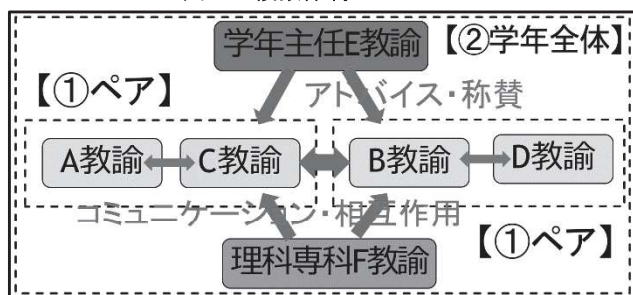 学年主任E教諭
【②学年全体】
【①ペア】
アドバイス・称賛
A教諭
C教諭
B教諭
D教諭
コミュニケーション・相互作用
【①ペア】
理科専科F教諭